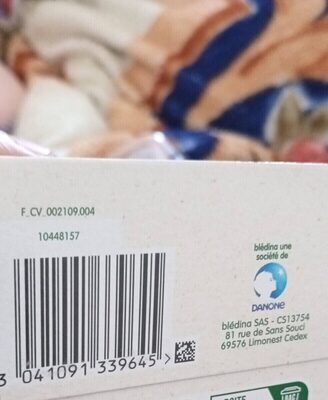 F_CV_002109.004
10448157
3 041091 339645 >
blédina une
société de
DANONE
blédina SAS - CS13754
81 rue de Sans Souci
69576 Limonest Cedex